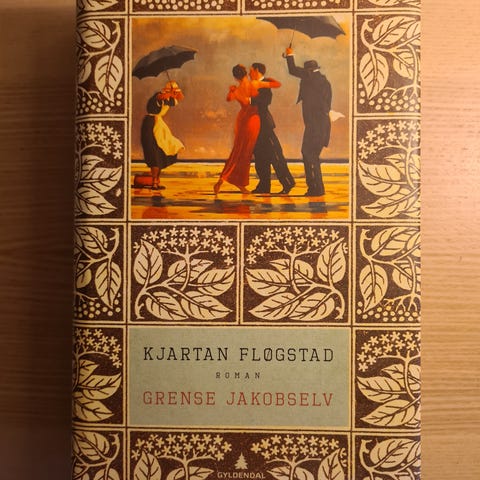 KJARTAN FLØGSTAD
ROMAN
GRENSE JAKOBSELV
GYLDENDAL